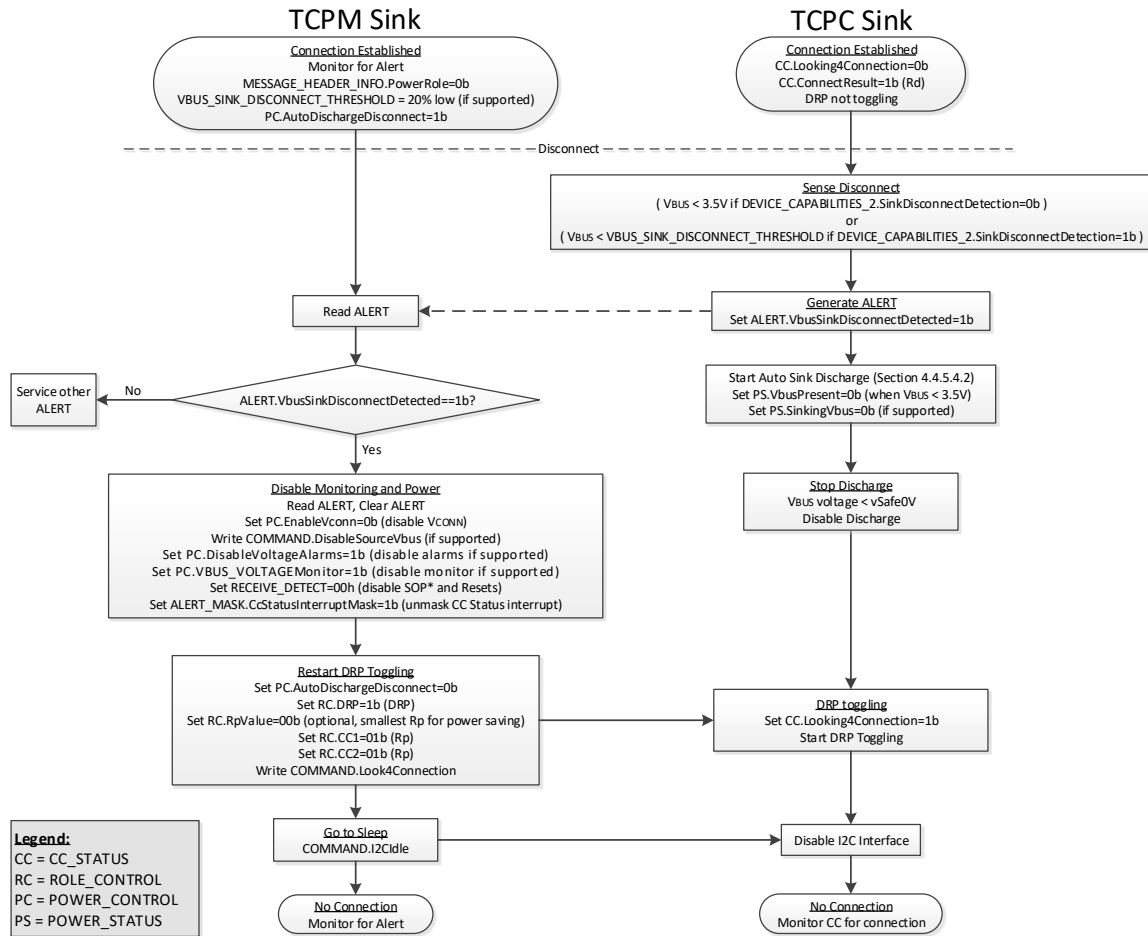 TCPM Sink
TCPC Sink
Connection Established
Monitor for Alert
MESSAGE_HEADER_INFO.PowerRole=0b
VBUS_SINK_DISCONNECT_THRESHOLD = 20% low (if supported)
PC.AutoDischargeDisconnect=1b
Connection Established
CC.Looking4Connection=0b
CC.ConnectResult=1b (Rd)
DRP not toggling
Disconnect
Sense Disconnect
( VBUS < 3.5V if DEVICE_CAPABILITIES_2.SinkDisconnectDetection=0b )
or
( VBUS < VBUS_SINK_DISCONNECT_THRESHOLD if DEVICE_CAPABILITIES_2.SinkDisconnectDetection=1b )
Read ALERT
Generate ALERT
Set ALERT.VbusSinkDisconnectDetected=1b
Service other
ALERT
No
ALERT.VbusSinkDisconnectDetected==1b?
Yes
Start Auto Sink Discharge (Section 4.4.5.4.2)
Set PS.VbusPresent=0b (when VBUS < 3.5V)
Set PS.SinkingVbus=0b (if supported)
Disable Monitoring and Power
Read ALERT, Clear ALERT
Set PC.EnableVconn=0b (disable VCONN)
Write COMMAND.DisableSourceVbus (if supported)
Set PC.DisableVoltageAlarms=1b (disable alarms if supported)
Set PC.VBUS_VOLTAGEMonitor=1b (disable monitor if supported)
Set RECEIVE_DETECT=00h (disable SOP* and Resets)
Set ALERT_MASK.CcStatusInterruptMask=1b (unmask CC Status interrupt)
Stop Discharge
VBUS voltage < vSafe0V
Disable Discharge
Restart DRP Toggling
Set PC.AutoDischargeDisconnect=0b
Set RC.DRP=1b (DRP)
Set RC.RpValue=00b (optional, smallest Rp for power saving)
Set RC.CC1=01b (Rp)
Set RC.CC2=01b (Rp)
Write COMMAND.Look4Connection
DRP toggling
Set CC.Looking4Connection=1b
Start DRP Toggling
Go to Sleep
COMMAND.I2CIdle
Disable I2C Interface
No Connection
Monitor for Alert
No Connection
Monitor CC for connection
Legend:
CC = CC_STATUS
RC = ROLE_CONTROL
PC = POWER_CONTROL
PS = POWER_STATUS